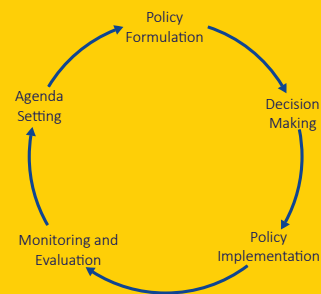 Policy
Formulation
Decision
Making
Policy
Implementation
Monitoring and
Evaluation
Agenda
Setting